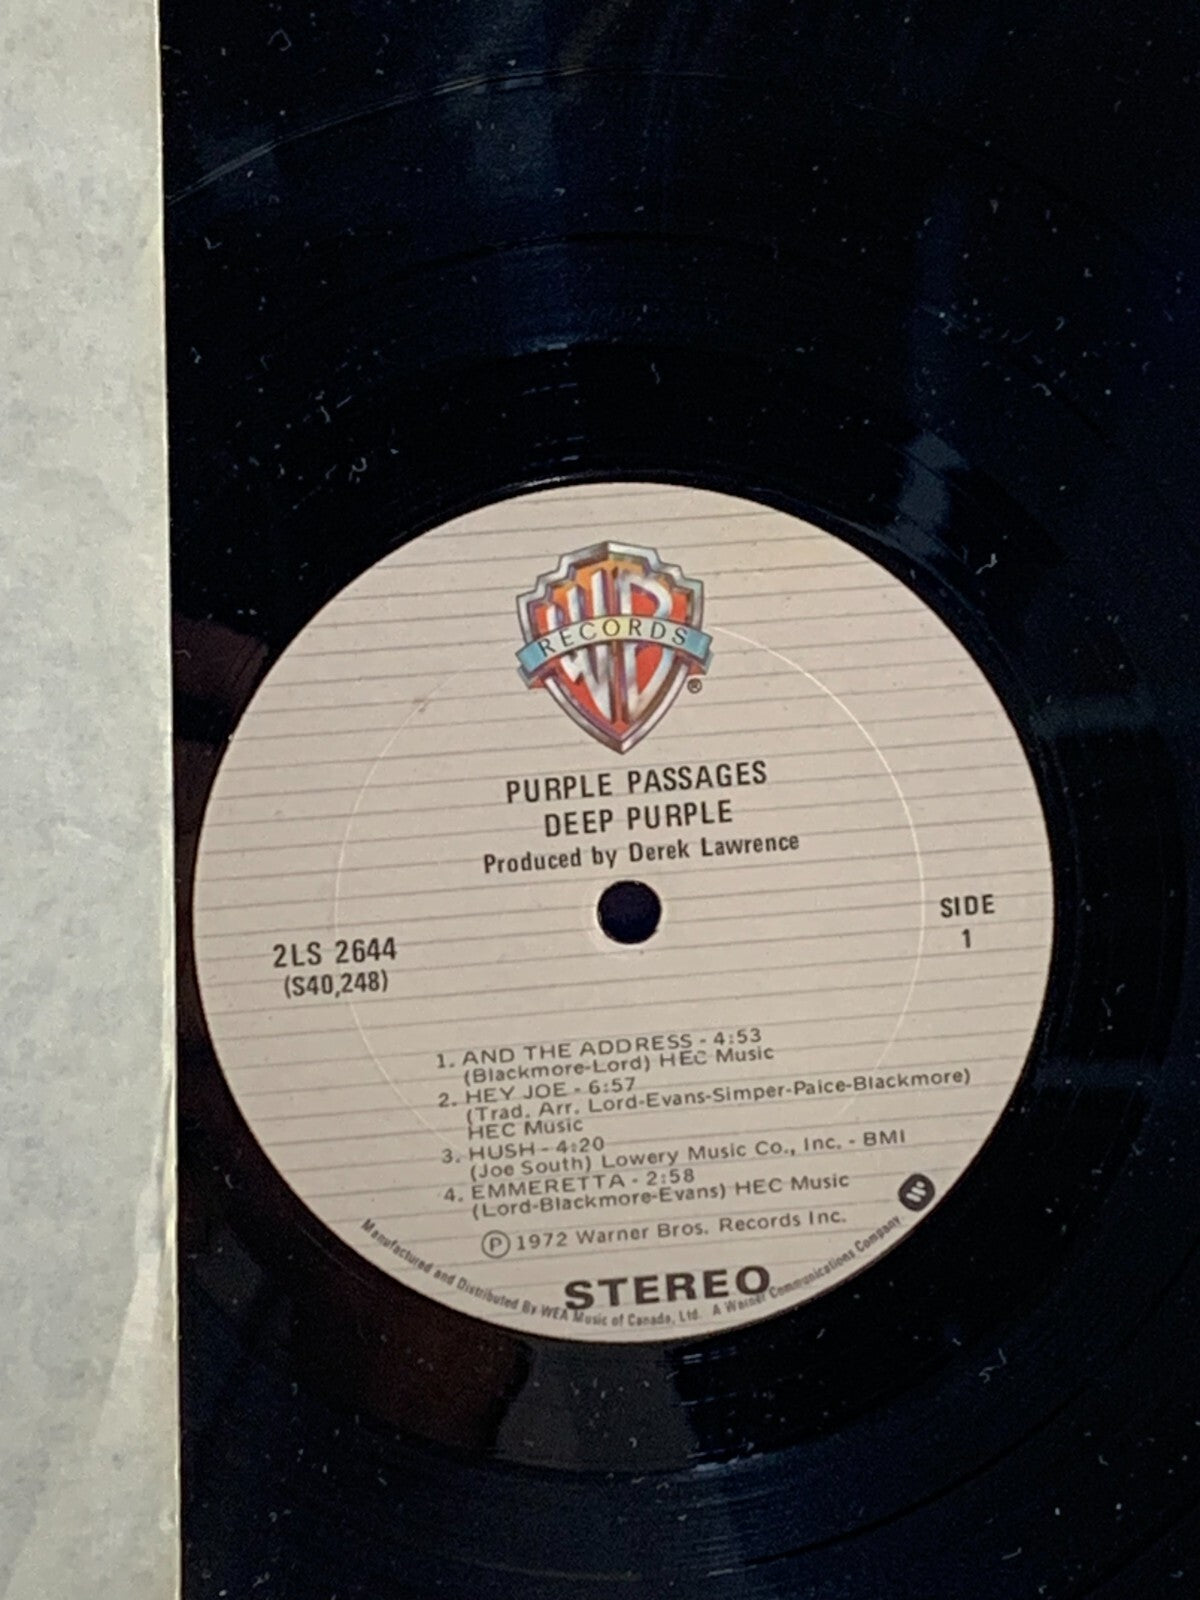 WB
RECORDS
®
PURPLE PASSAGES
DEEP PURPLE
Produced by Derek Lawrence
2LS 2644
(S40,248)
SIDE
1
1. AND THE ADDRESS - 4:53
(Blackmore-Lord) HEC Music
2. HEY JOE - 6:57
(Trad. Arr. Lord-Evans-Simper-Paice-Blackmore)
HEC Music
3. HUSH - 4:20
(Joe South) Lowery Music Co., Inc. - BMI
4. EMMERETTA - 2:58
(Lord-Blackmore-Evans) HEC Music
Ⓟ 1972 Warner Bros. Records Inc.
STEREO
Manufactured and Distributed By WEA Music of Canada, Ltd. A Warner Communications Company